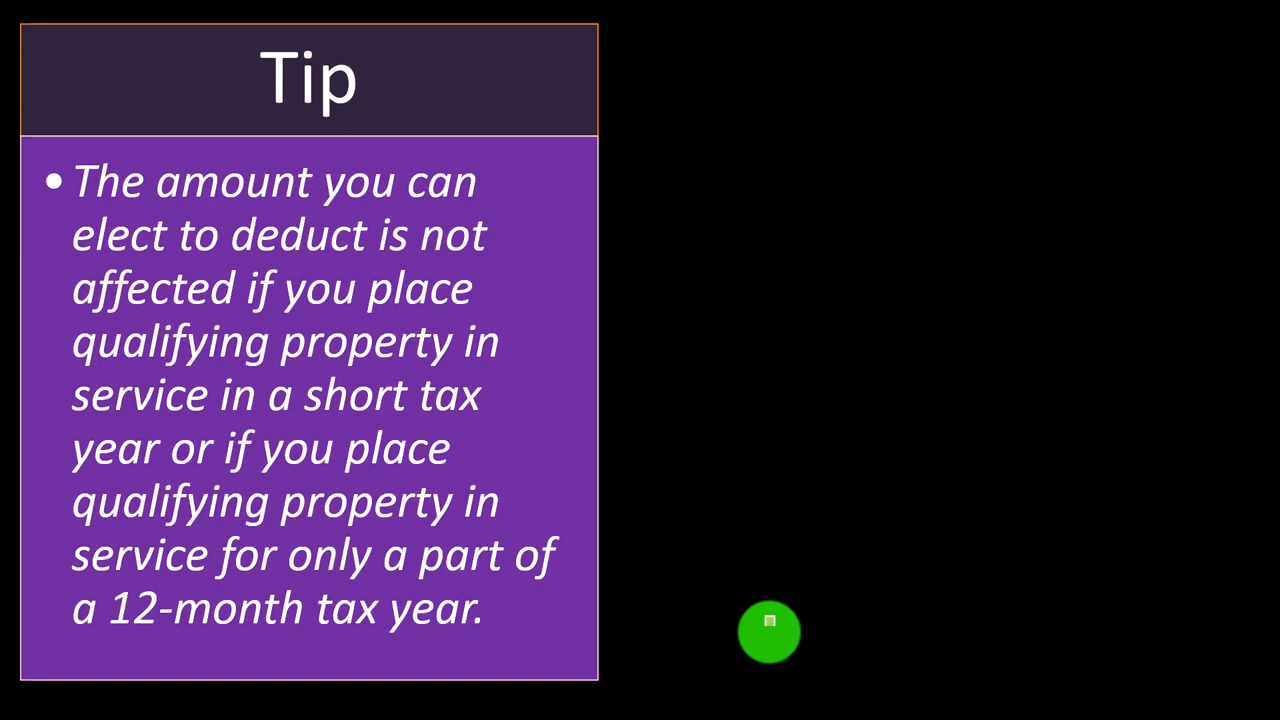 Tip
• The amount you can
elect to deduct is not
affected if you place
qualifying property in
service in a short tax
year or if you place
qualifying property in
service for only a part of
a 12-month tax year.